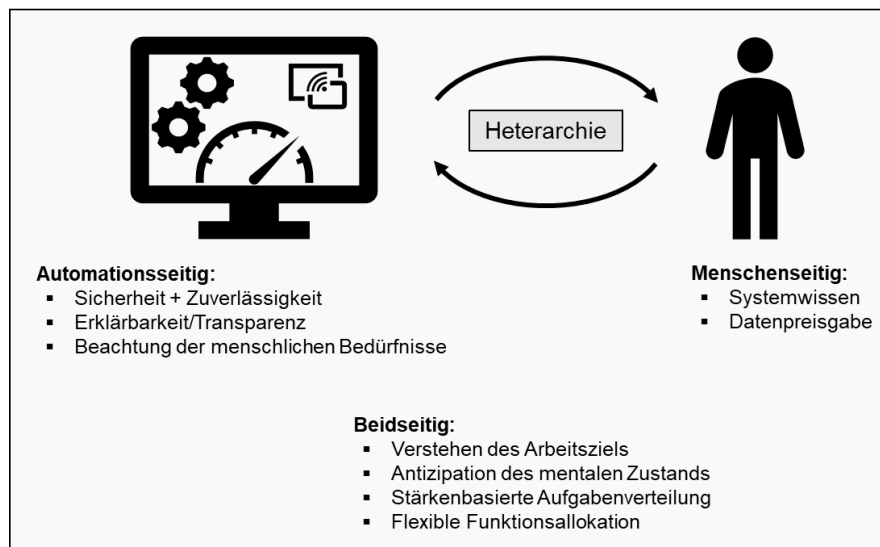 Heterarchie
Automationsseitig:
▪ Sicherheit + Zuverlässigkeit
▪ Erklärbarkeit/Transparenz
▪ Beachtung der menschlichen Bedürfnisse
Menschenseitig:
▪ Systemwissen
▪ Datenpreisgabe
Beidseitig:
▪ Verstehen des Arbeitsziels
▪ Antizipation des mentalen Zustands
▪ Stärkenbasierte Aufgabenverteilung
▪ Flexible Funktionsallokation